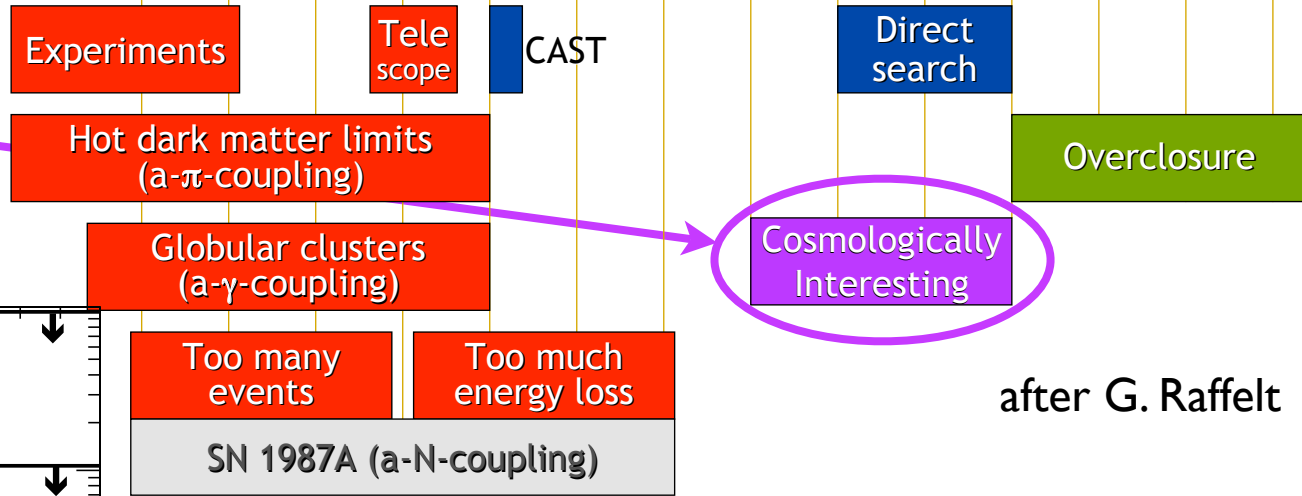 Experiments
Tele
scope
CAST
Direct
search
Hot dark matter limits
(a-π-coupling)
Overclosure
Globular clusters
(a-γ-coupling)
Cosmologically
Interesting
Too many
events
Too much
energy loss
after G. Raffelt
SN 1987A (a-N-coupling)